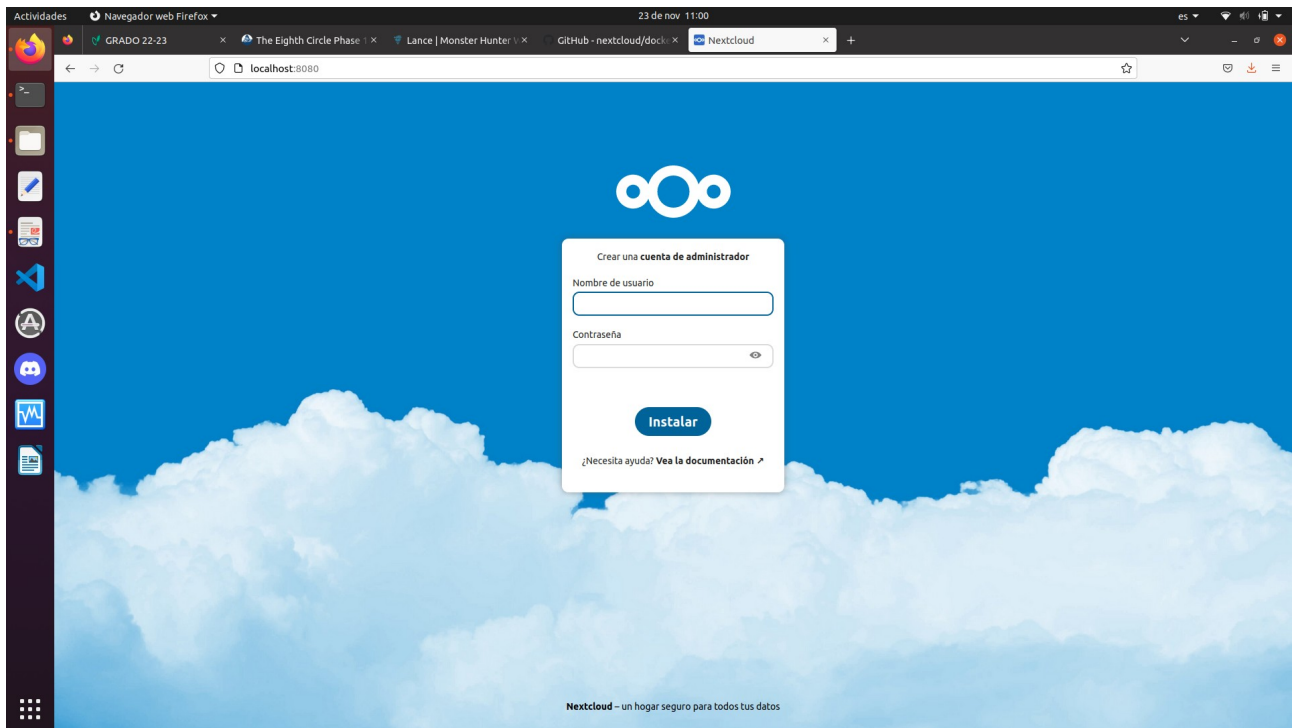 Actividades Navegador web Firefox 23 de nov 11:00 es
GRADO 22-23 The Eighth Circle Phase 1 Lance | Monster Hunter W GitHub - nextcloud/docke Nextcloud
localhost:8080
Crear una cuenta de administrador
Nombre de usuario
Contraseña
Instalar
¿Necesita ayuda? Vea la documentación ↗
Nextcloud – un hogar seguro para todos tus datos